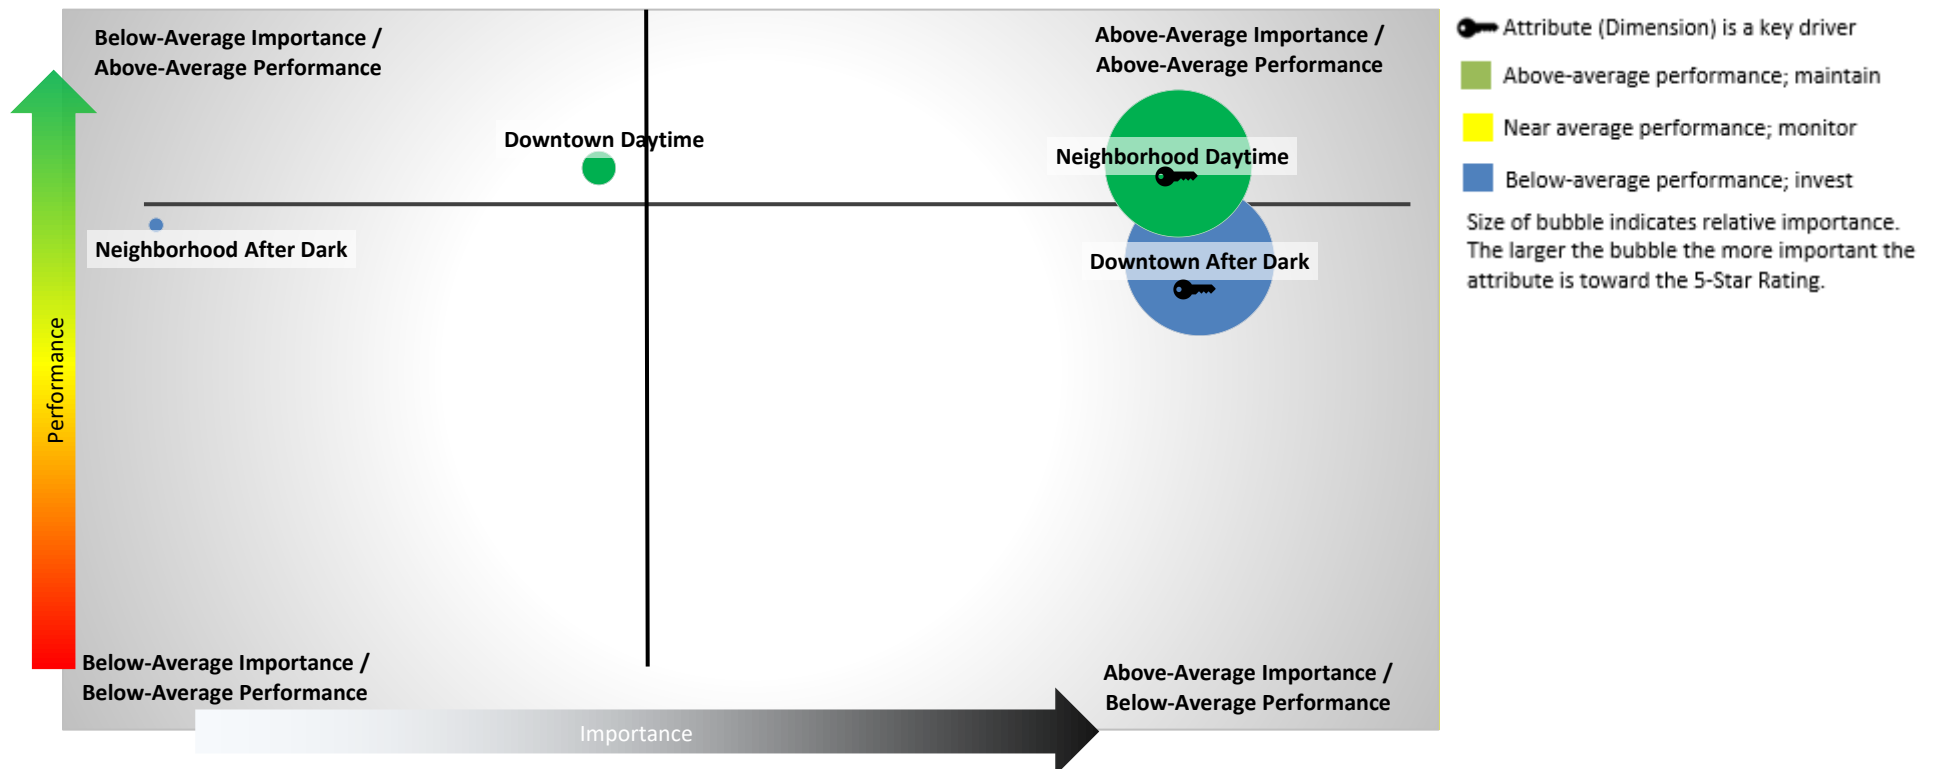 Below-Average Importance /
Above-Average Performance
Above-Average Importance /
Above-Average Performance
Downtown Daytime
Neighborhood Daytime
Neighborhood After Dark
Downtown After Dark
Performance
Below-Average Importance /
Below-Average Performance
Above-Average Importance /
Below-Average Performance
Importance
Attribute (Dimension) is a key driver
Above-average performance; maintain
Near average performance; monitor
Below-average performance; invest
Size of bubble indicates relative importance.
The larger the bubble the more important the
attribute is toward the 5-Star Rating.